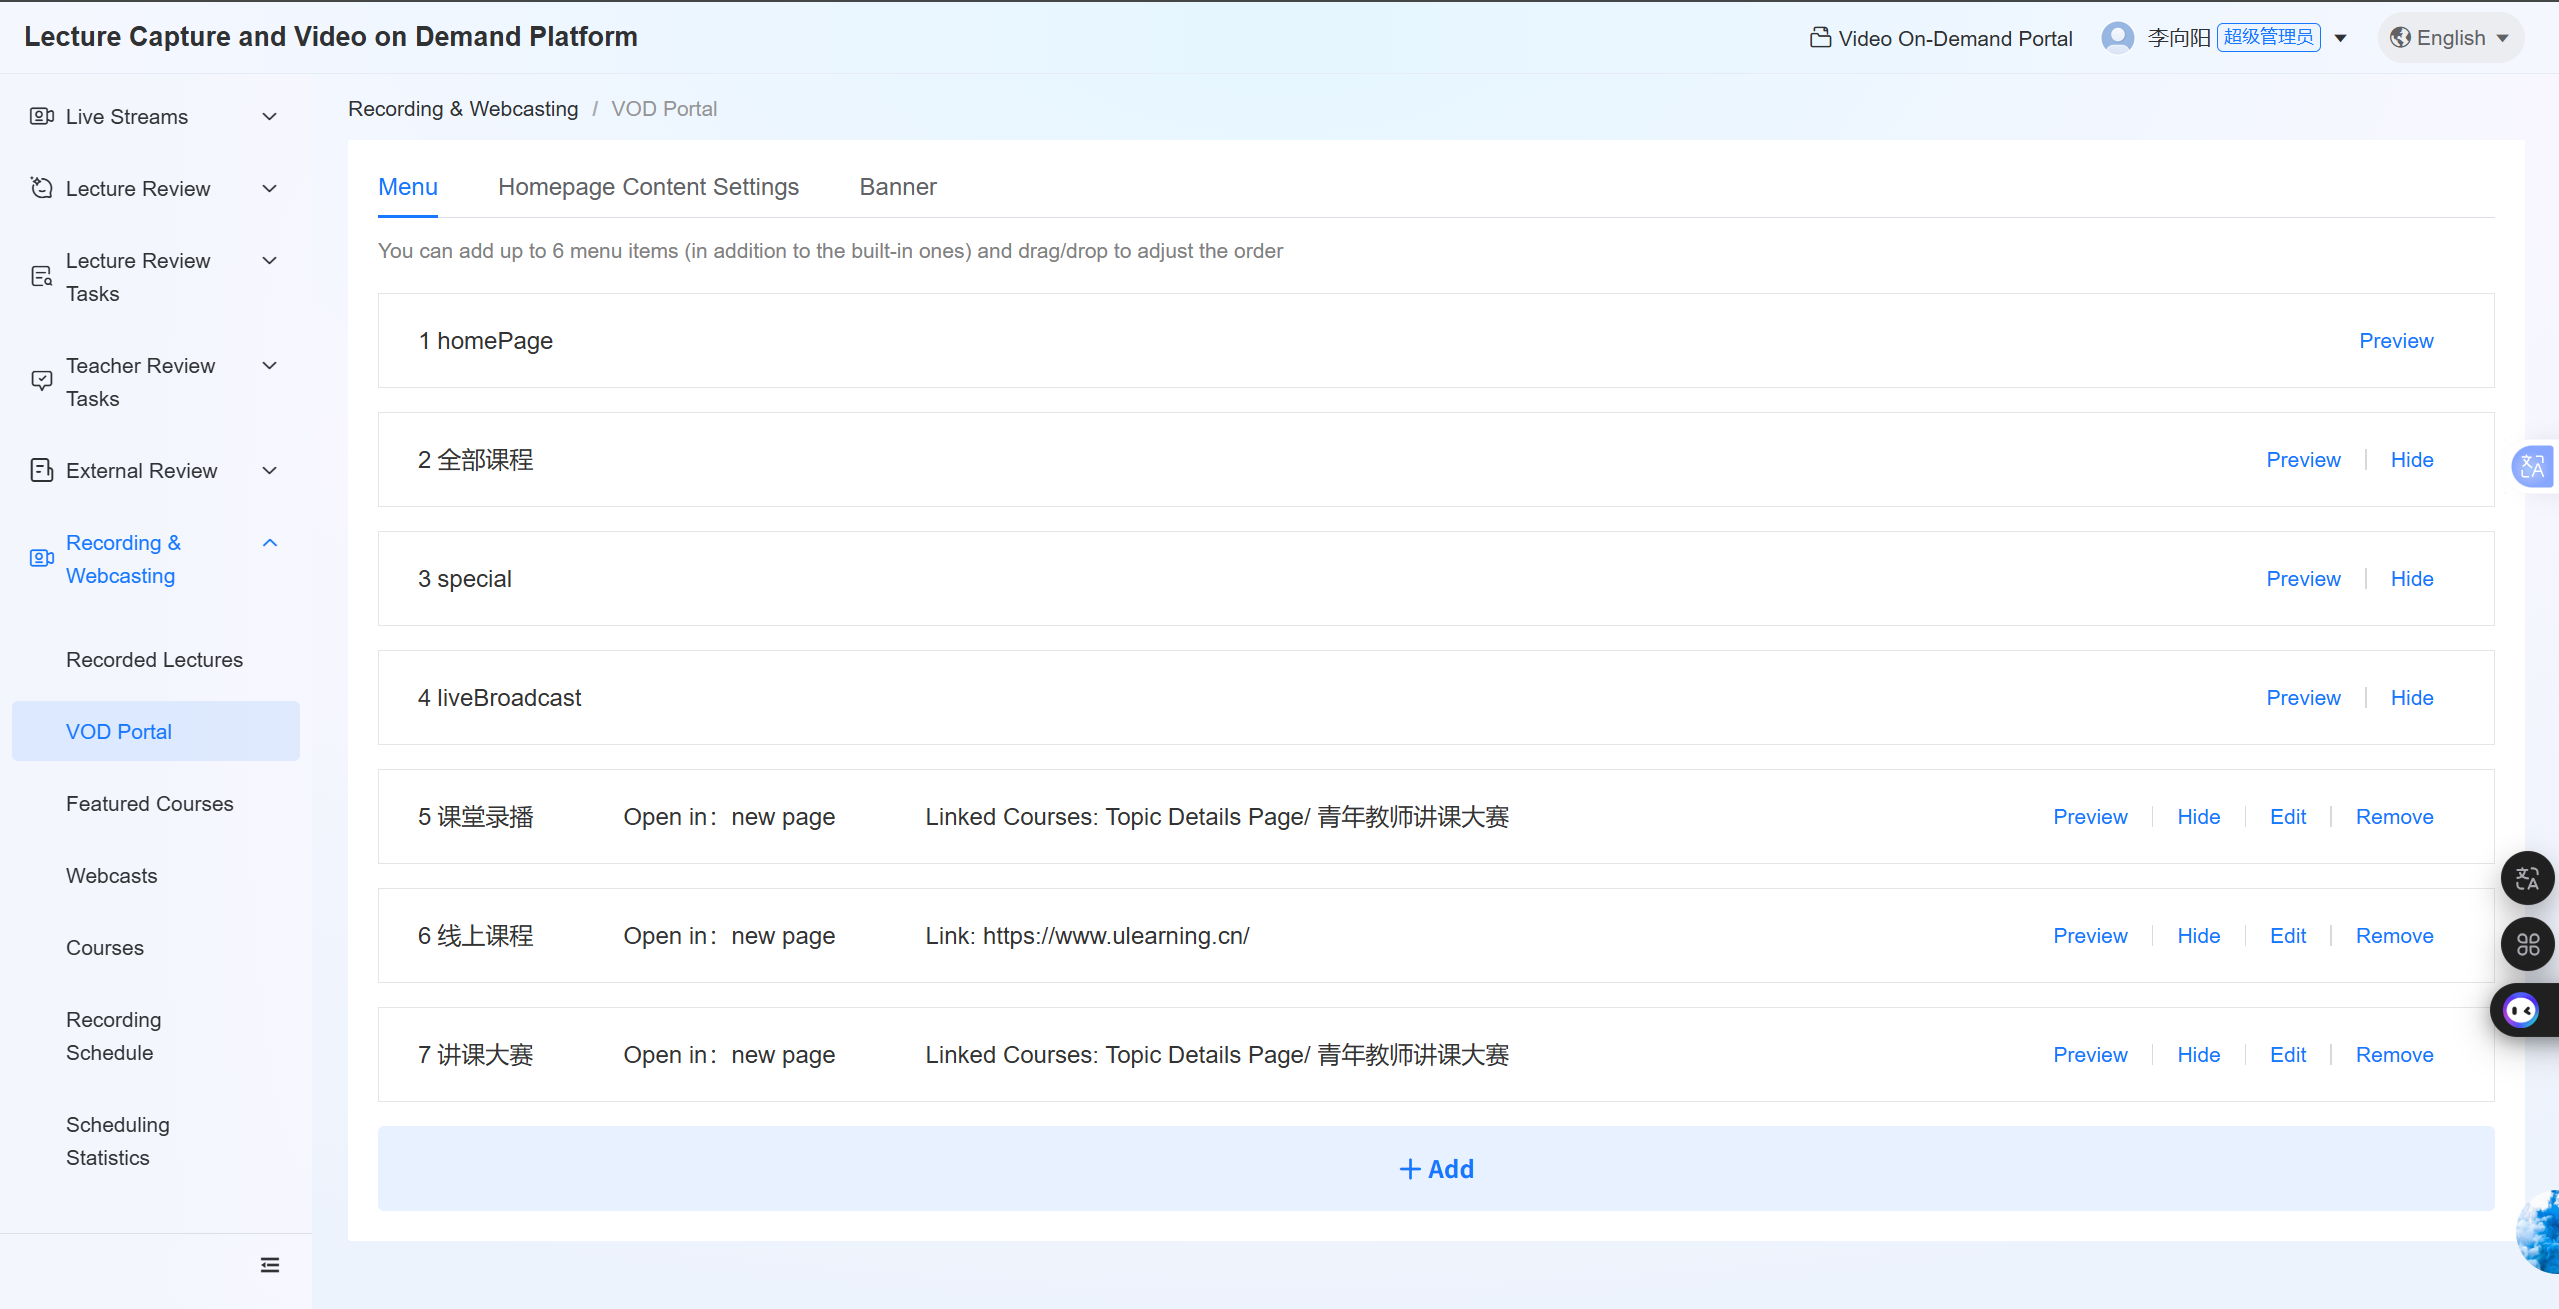 Lecture Capture and Video on Demand Platform
Video On-Demand Portal
李向阳 超级管理员
English
Live Streams
Lecture Review
Lecture Review
Tasks
Teacher Review
Tasks
External Review
Recording &
Webcasting
Recorded Lectures
VOD Portal
Featured Courses
Webcasts
Courses
Recording
Schedule
Scheduling
Statistics
Recording & Webcasting / VOD Portal
Menu Homepage Content Settings Banner
You can add up to 6 menu items (in addition to the built-in ones) and drag/drop to adjust the order
1 homePage Preview
2 全部课程 Preview Hide
3 special Preview Hide
4 liveBroadcast Preview Hide
5 课堂录播 Open in：new page Linked Courses: Topic Details Page/ 青年教师讲课大赛 Preview Hide Edit Remove
6 线上课程 Open in：new page Link: https://www.ulearning.cn/ Preview Hide Edit Remove
7 讲课大赛 Open in：new page Linked Courses: Topic Details Page/ 青年教师讲课大赛 Preview Hide Edit Remove
+ Add